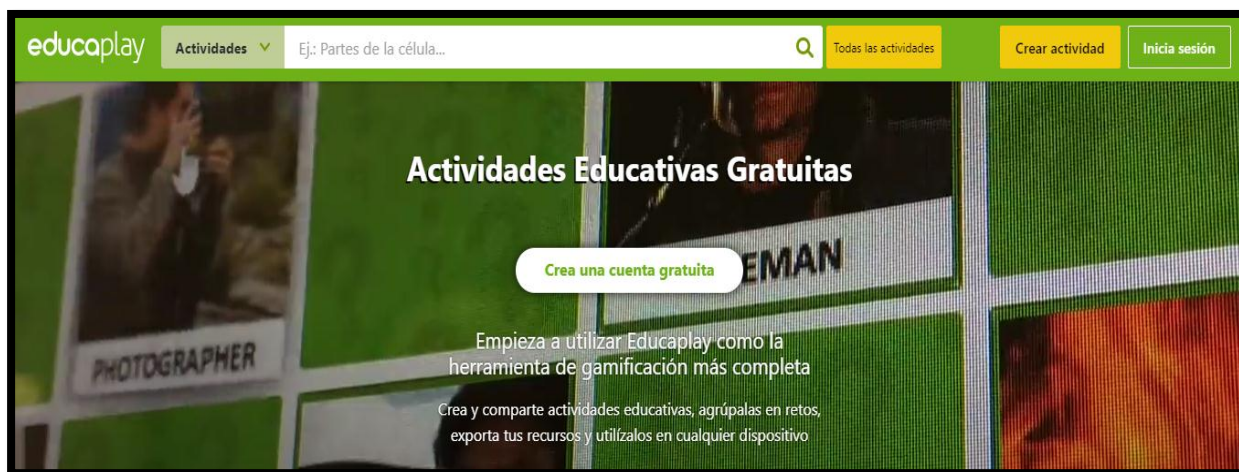 educaplay
Actividades
Ej.: Partes de la célula...
Todas las actividades
Crear actividad
Inicia sesión
Actividades Educativas Gratuitas
Crea una cuenta gratuita
EMAN
PHOTOGRAPHER
Empieza a utilizar Educaplay como la
herramienta de gamificación más completa
Crea y comparte actividades educativas, agrúpalas en retos,
exporta tus recursos y utilízalos en cualquier dispositivo